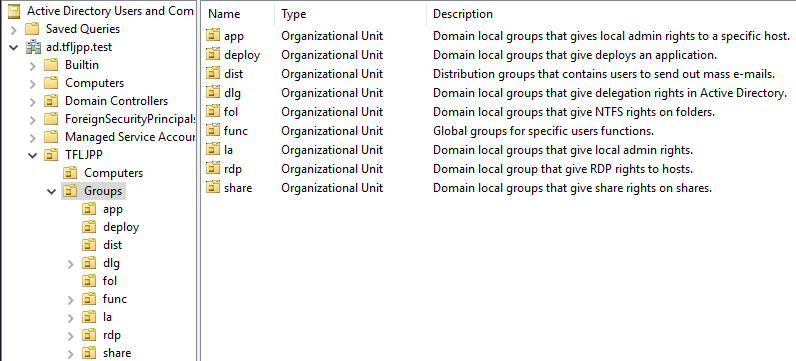 Active Directory Users and Com
Saved Queries
ad.tfljpp.test
Builtin
Computers
Domain Controllers
ForeignSecurityPrincipals
Managed Service Accour
TFLJPP
Computers
Groups
app
deploy
dist
dlg
fol
func
la
rdp
share
Name Type Description
app Organizational Unit Domain local groups that gives local admin rights to a specific host.
deploy Organizational Unit Domain local groups that give deploys an application.
dist Organizational Unit Distribution groups that contains users to send out mass e-mails.
dlg Organizational Unit Domain local groups that give delegation rights in Active Directory.
fol Organizational Unit Domain local groups that give NTFS rights on folders.
func Organizational Unit Global groups for specific users functions.
la Organizational Unit Domain local groups that give local admin rights.
rdp Organizational Unit Domain local group that give RDP rights to hosts.
share Organizational Unit Domain local groups that give share rights on shares.